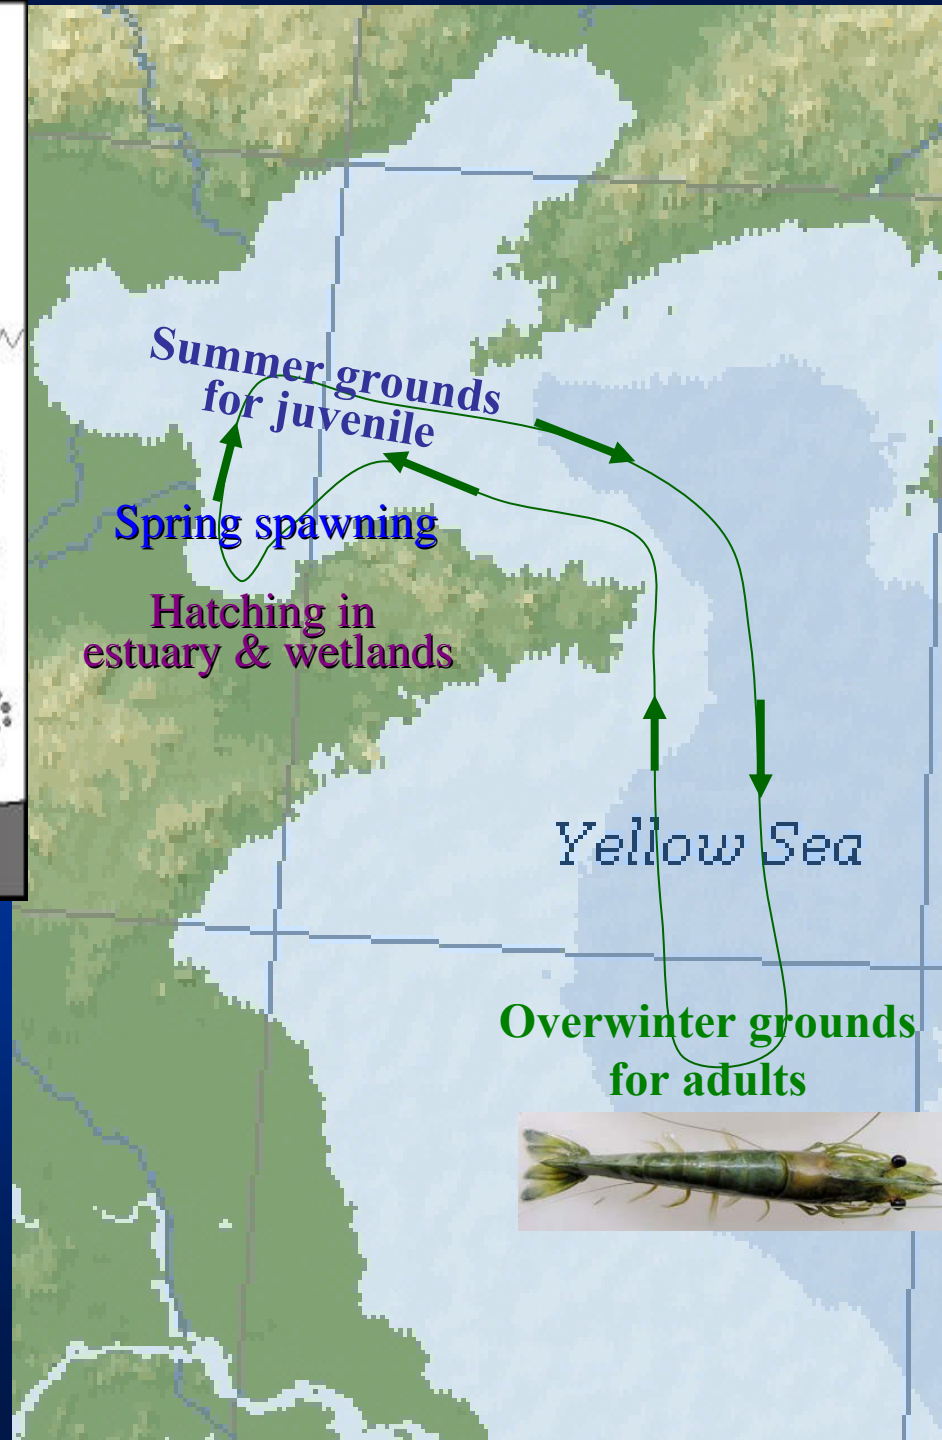 Summer grounds
for juvenile
Spring spawning
Hatching in
estuary & wetlands
Yellow Sea
Overwinter grounds
for adults